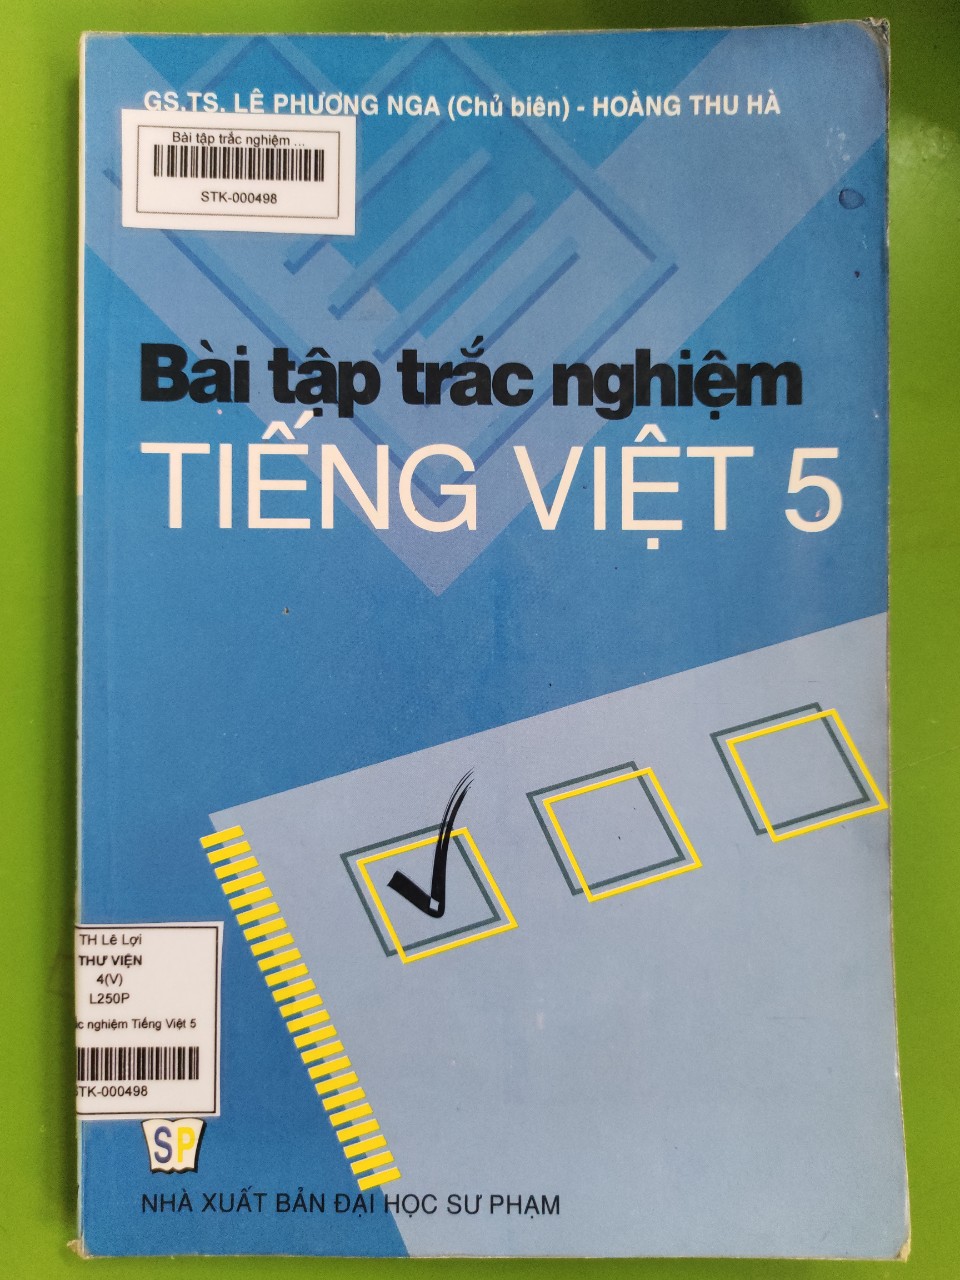 GS.TS. LÊ PHƯƠNG NGA (Chủ biên) - HOÀNG THU HÀ
Bài tập trắc nghiệm ...
STK-000498
Bài tập trắc nghiệm
TIẾNG VIỆT 5
TH Lê Lợi
THƯ VIỆN
4(V)
L250P
ắc nghiệm Tiếng Việt 5
STK-000498
SP
NHÀ XUẤT BẢN ĐẠI HỌC SƯ PHẠM